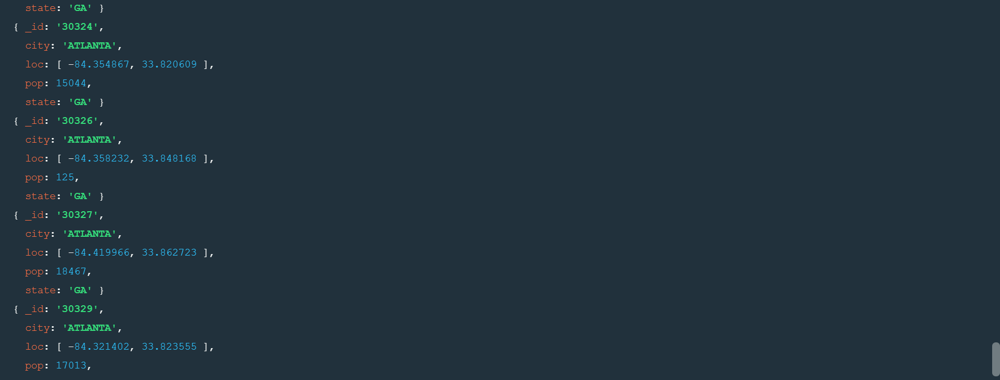 state: 'GA' }
{ _id: '30324',
city: 'ATLANTA',
loc: [ -84.354867, 33.820609 ],
pop: 15044,
state: 'GA' }
{ _id: '30326',
city: 'ATLANTA',
loc: [ -84.358232, 33.848168 ],
pop: 125,
state: 'GA' }
{ _id: '30327',
city: 'ATLANTA',
loc: [ -84.419966, 33.862723 ],
pop: 18467,
state: 'GA' }
{ _id: '30329',
city: 'ATLANTA',
loc: [ -84.321402, 33.823555 ],
pop: 17013,